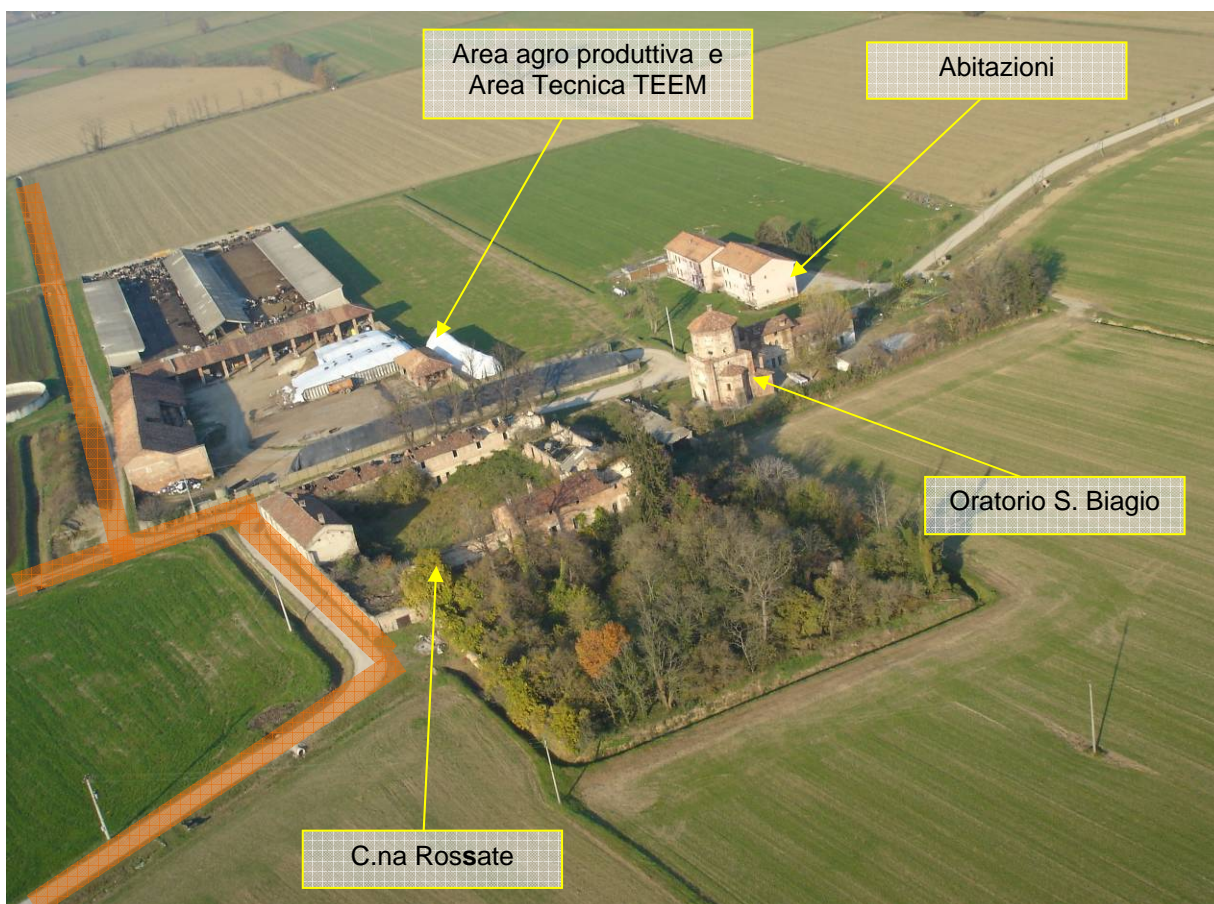 Area agro produttiva e
Area Tecnica TEEM
Abitazioni
Oratorio S. Biagio
C.na Rossate